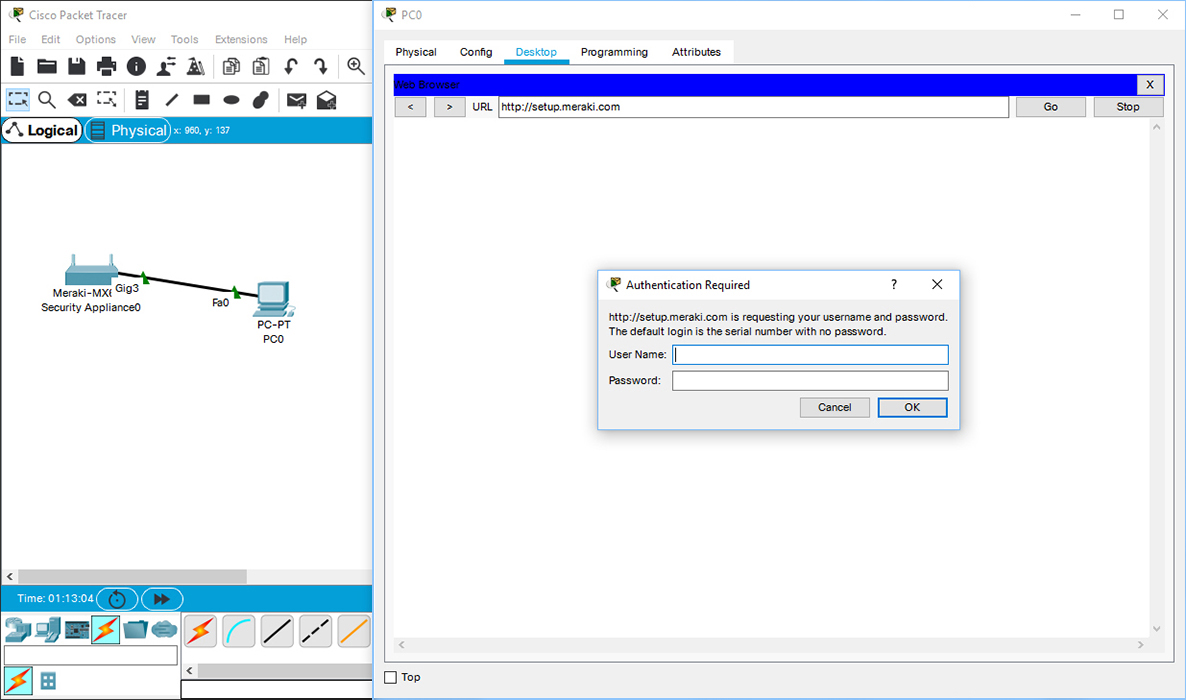 Cisco Packet Tracer
File Edit Options View Tools Extensions Help
Logical Physical x: 960, y: 137
Gig3
Meraki-MX
Security Appliance0
Fa0
PC-PT
PC0
Time: 01:13:04
PC0
Physical Config Desktop Programming Attributes
Web Browser X
< > URL http://setup.meraki.com Go Stop
Authentication Required ?
http://setup.meraki.com is requesting your username and password.
The default login is the serial number with no password.
User Name:
Password:
Cancel OK
Top